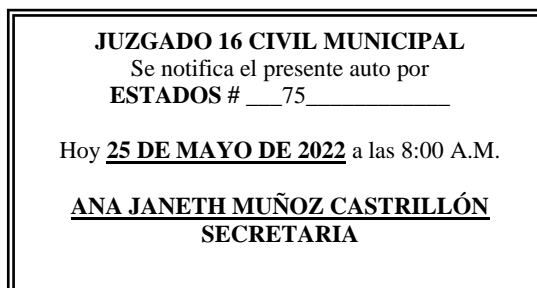 JUZGADO 16 CIVIL MUNICIPAL
Se notifica el presente auto por
ESTADOS # ___75____________
Hoy 25 DE MAYO DE 2022 a las 8:00 A.M.
ANA JANETH MUÑOZ CASTRILLÓN
SECRETARIA